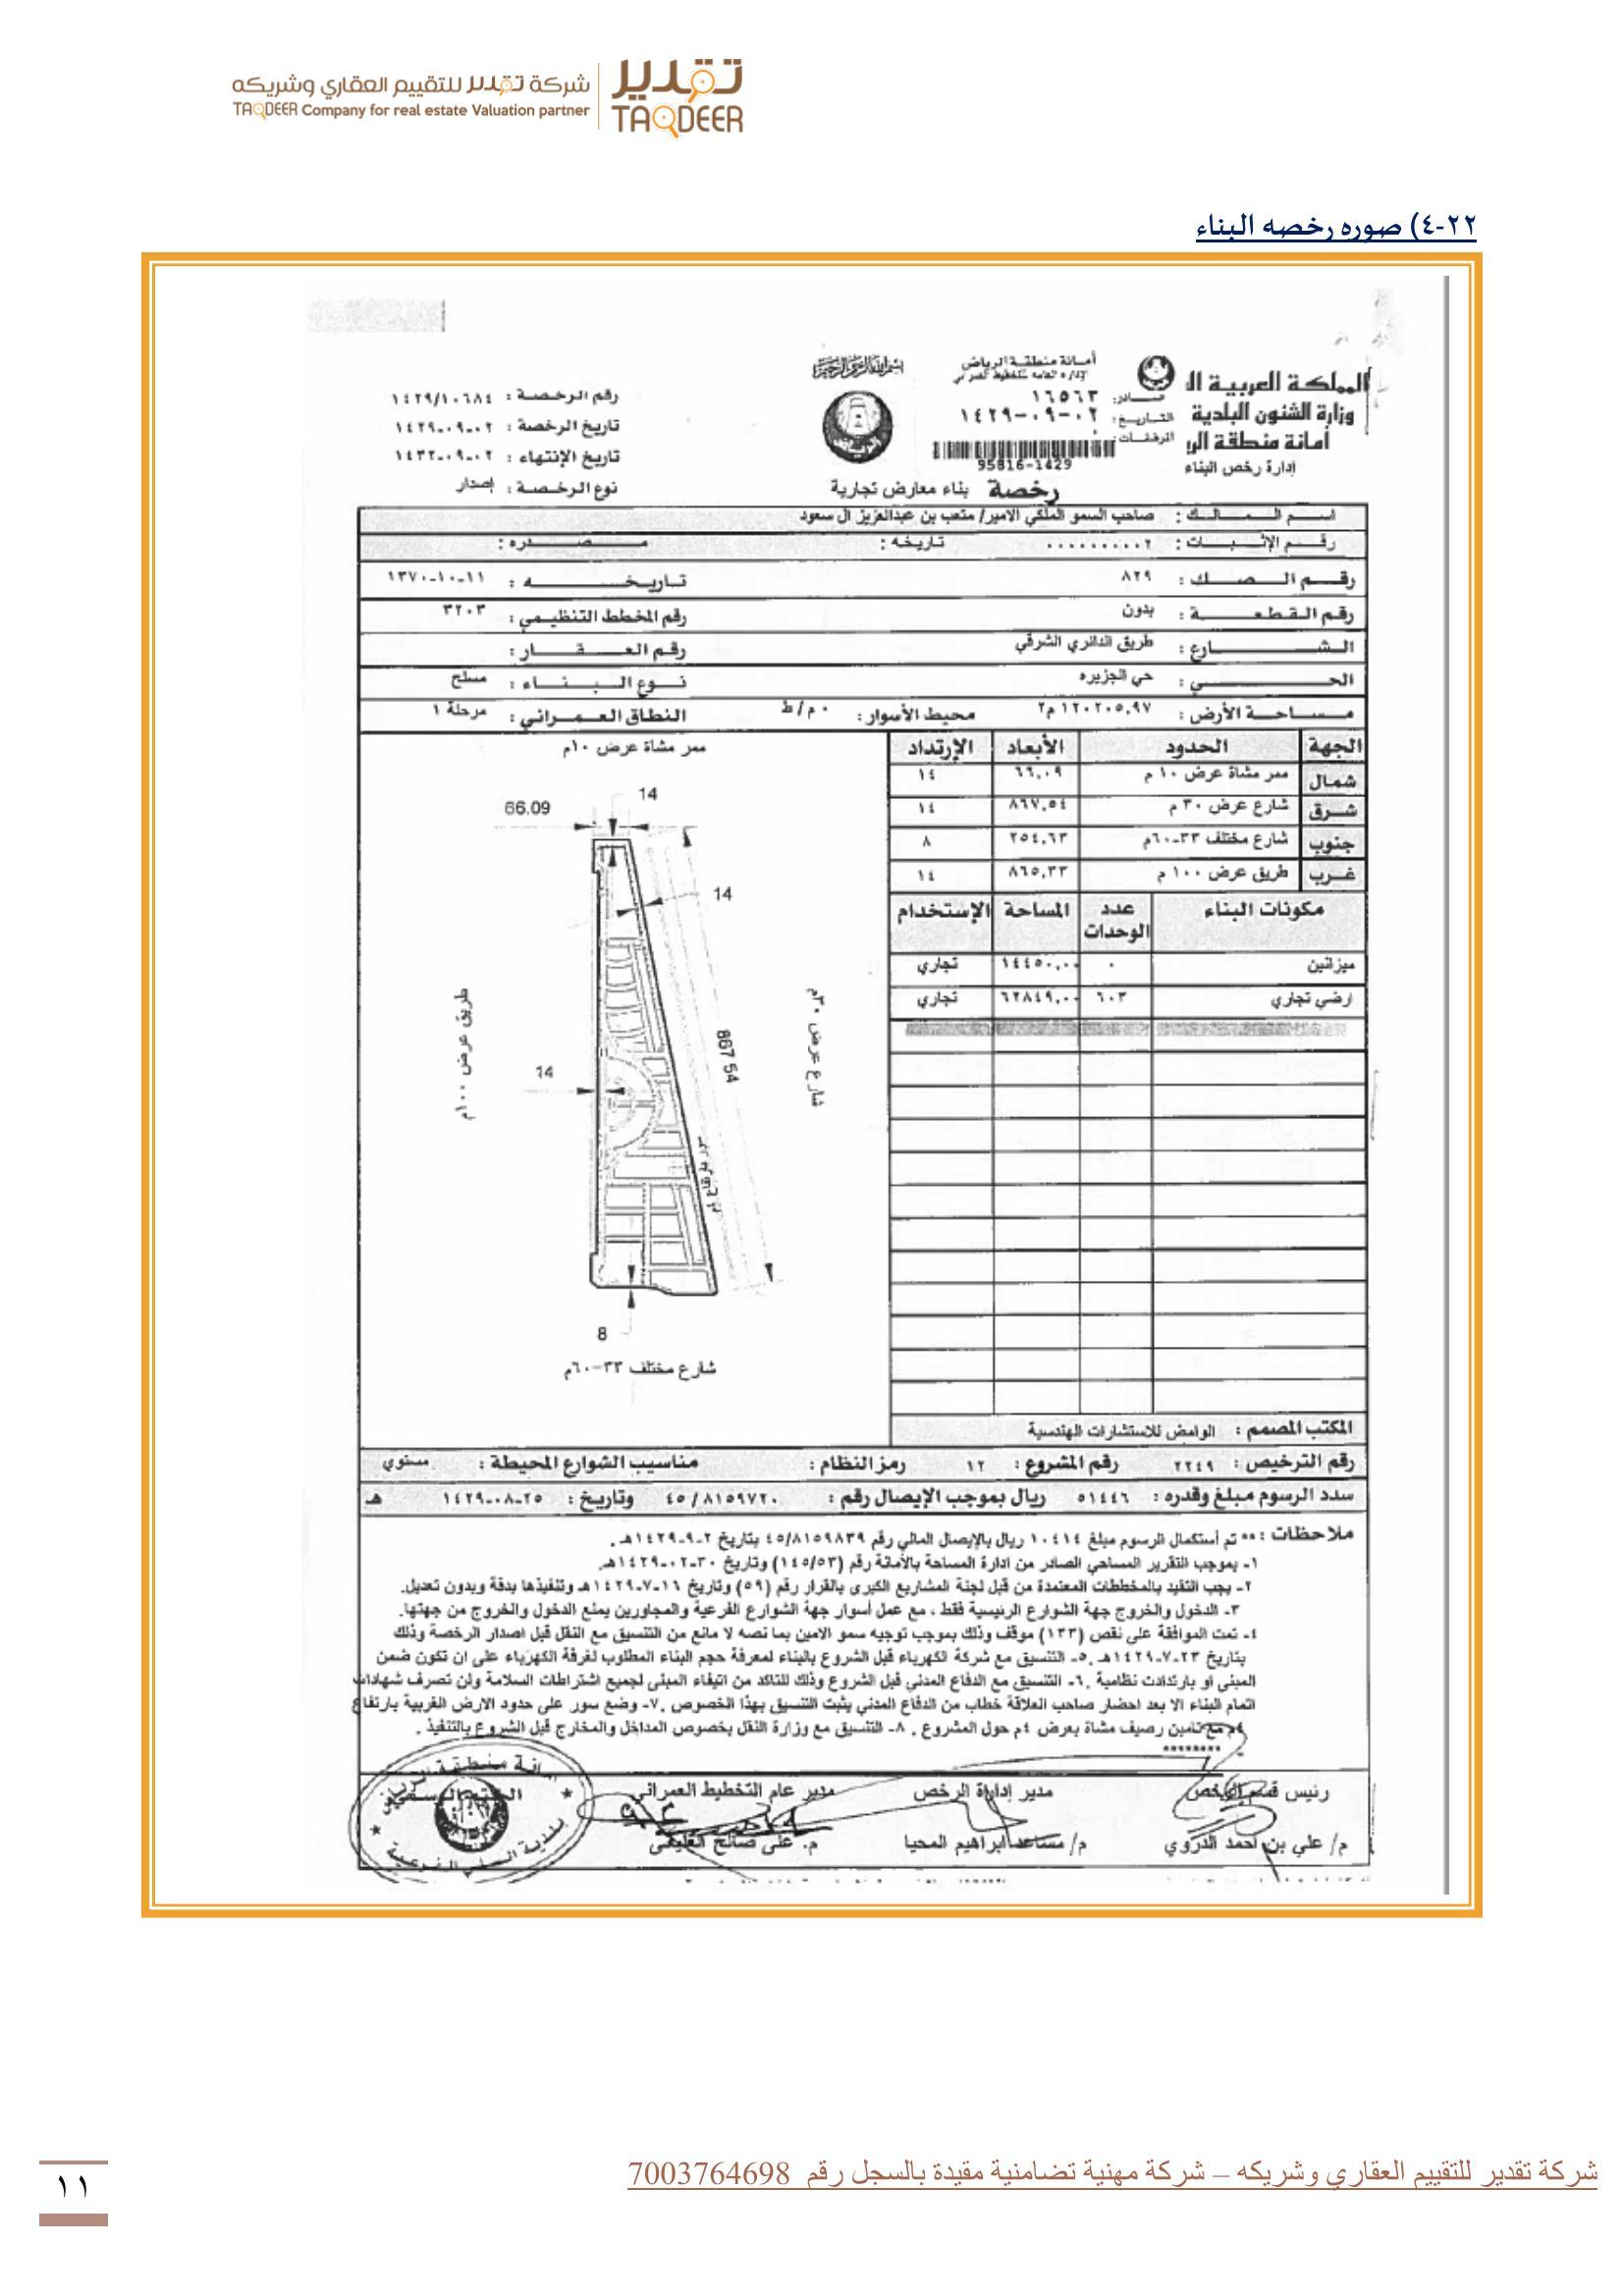 شركة تقدير للتقييم العقاري وشريكه
TAQDEER Company for real estate Valuation partner
تقدير
TAQDEER
٢٢-٤) صوره رخصه البناء
المملكة العربية
وزارة الشئون البلدية
أمانة منطقة
إدارة رخص البناء
أمانة منطقة الرياض
صادر: ١٦٥٦٣
التاريخ: ١٤٢٩-٠٩-٠٢
المرفقات:
95816-1429
رقم الرخصة : ١٤٢٩/١٠٦٨٤
تاريخ الرخصة : ١٤٢٩-٠٩-٠٢
تاريخ الإنتهاء : ١٤٣٢-٠٩-٠٢
نوع الرخصة : إصدار
رخصة بناء معارض تجارية
اسم المالك : صاحب السمو الملكي الامير/ متعب بن عبدالعزيز ال سعود
رقم الإثبات : ٠٠٠٠٠٠٠٠٠٢ تاريخه : مصدره :
رقم الصك : ٨٢٩ تاريخه : ١٣٧٠-١٠-١١
رقم القطعة : بدون رقم المخطط التنظيمي : ٣٢٠٣
الشارع : طريق الدائري الشرقي رقم العقار :
الحي : حي الجزيره نوع البناء : مسلح
مساحة الأرض : ١٢٠٢٠٥,٩٧ م٢ محيط الأسوار : ٠ م/ط النطاق العمراني : مرحلة ١
الجهة الحدود الأبعاد الإرتداد
شمال ممر مشاة عرض ١٠ م ٦٦,٠٩ ١٤
شرق شارع عرض ٣٠ م ٨٦٧,٥٤ ١٤
جنوب شارع مختلف ٣٣-٦٠م ٢٥٤,٦٣ ٨
غرب طريق عرض ١٠٠ م ٨٦٥,٣٣ ١٤
مكونات البناء عدد الوحدات المساحة الإستخدام
ميزانين ٠ ١٤٤٥٠,٠٠ تجاري
ارضي تجاري ٦٠٣ ٦٢٨٤٩,٠٠ تجاري
ممر مشاة عرض ١٠م
14
66.09
14
طريق عرض ١٠٠م
شارع عرض ٣٠م
867 54
14
8
شارع مختلف ٣٣-٦٠م
المكتب المصمم : الوامض للاستشارات الهندسية
رقم الترخيص : ٢٢٤٩ رقم المشروع : ١٢ رمز النظام : مناسيب الشوارع المحيطة : مستوي
سدد الرسوم مبلغ وقدره : ٥١٤٤٦ ريال بموجب الإيصال رقم : ٤٥/٨١٥٩٧٢٠ وتاريخ : ١٤٢٩-٠٨-٢٥ هـ
ملاحظات : ** تم أستكمال الرسوم مبلغ ١٠٤١٤ ريال بالإيصال المالي رقم ٤٥/٨١٥٩٨٣٩ بتاريخ ٢-٩-١٤٢٩هـ.
١- بموجب التقرير المساحي الصادر من ادارة المساحة بالأمانة رقم (١٤٥/٥٣) وتاريخ ٣٠-٠٢-١٤٢٩هـ.
٢- يجب التقيد بالمخططات المعتمدة من قبل لجنة المشاريع الكبرى بالقرار رقم (٥٩) وتاريخ ١٦-٧-١٤٢٩هـ وتنفيذها بدقة وبدون تعديل.
٣- الدخول والخروج جهة الشوارع الرئيسية فقط ، مع عمل أسوار جهة الشوارع الفرعية والمجاورين يمنع الدخول والخروج من جهتها.
٤- تمت الموافقة على نقص (١٣٣) موقف وذلك بموجب توجيه سمو الامين بما نصه لا مانع من التنسيق مع النقل قبل اصدار الرخصة وذلك
بتاريخ ٢٣-٧-١٤٢٩هـ ٥- التنسيق مع شركة الكهرباء قبل الشروع بالبناء لمعرفة حجم البناء المطلوب لغرفة الكهرباء على ان تكون ضمن
المبنى أو بارتدادات نظامية ٦- التنسيق مع الدفاع المدني قبل الشروع وذلك للتاكد من اتيفاء المبنى لجميع اشتراطات السلامة ولن تصرف شهادات
اتمام البناء الا بعد احضار صاحب العلاقة خطاب من الدفاع المدني يثبت التنسيق بهذا الخصوص ٧- وضع سور على حدود الارض الغربية بارتفاع
مع تامين رصيف مشاة بعرض ٤م حول المشروع ٨- التنسيق مع وزارة النقل بخصوص المداخل والمخارج قبل الشروع بالتنفيذ .
********
رئيس قسم الرخص مدير إدارة الرخص مدير عام التخطيط العمراني الختم الرسمي
م/ علي بن احمد الدروي م/ مساعد ابراهيم المحيا م. علي صالح
شركة تقدير للتقييم العقاري وشريكه – شركة مهنية تضامنية مقيدة بالسجل رقم 7003764698
١١